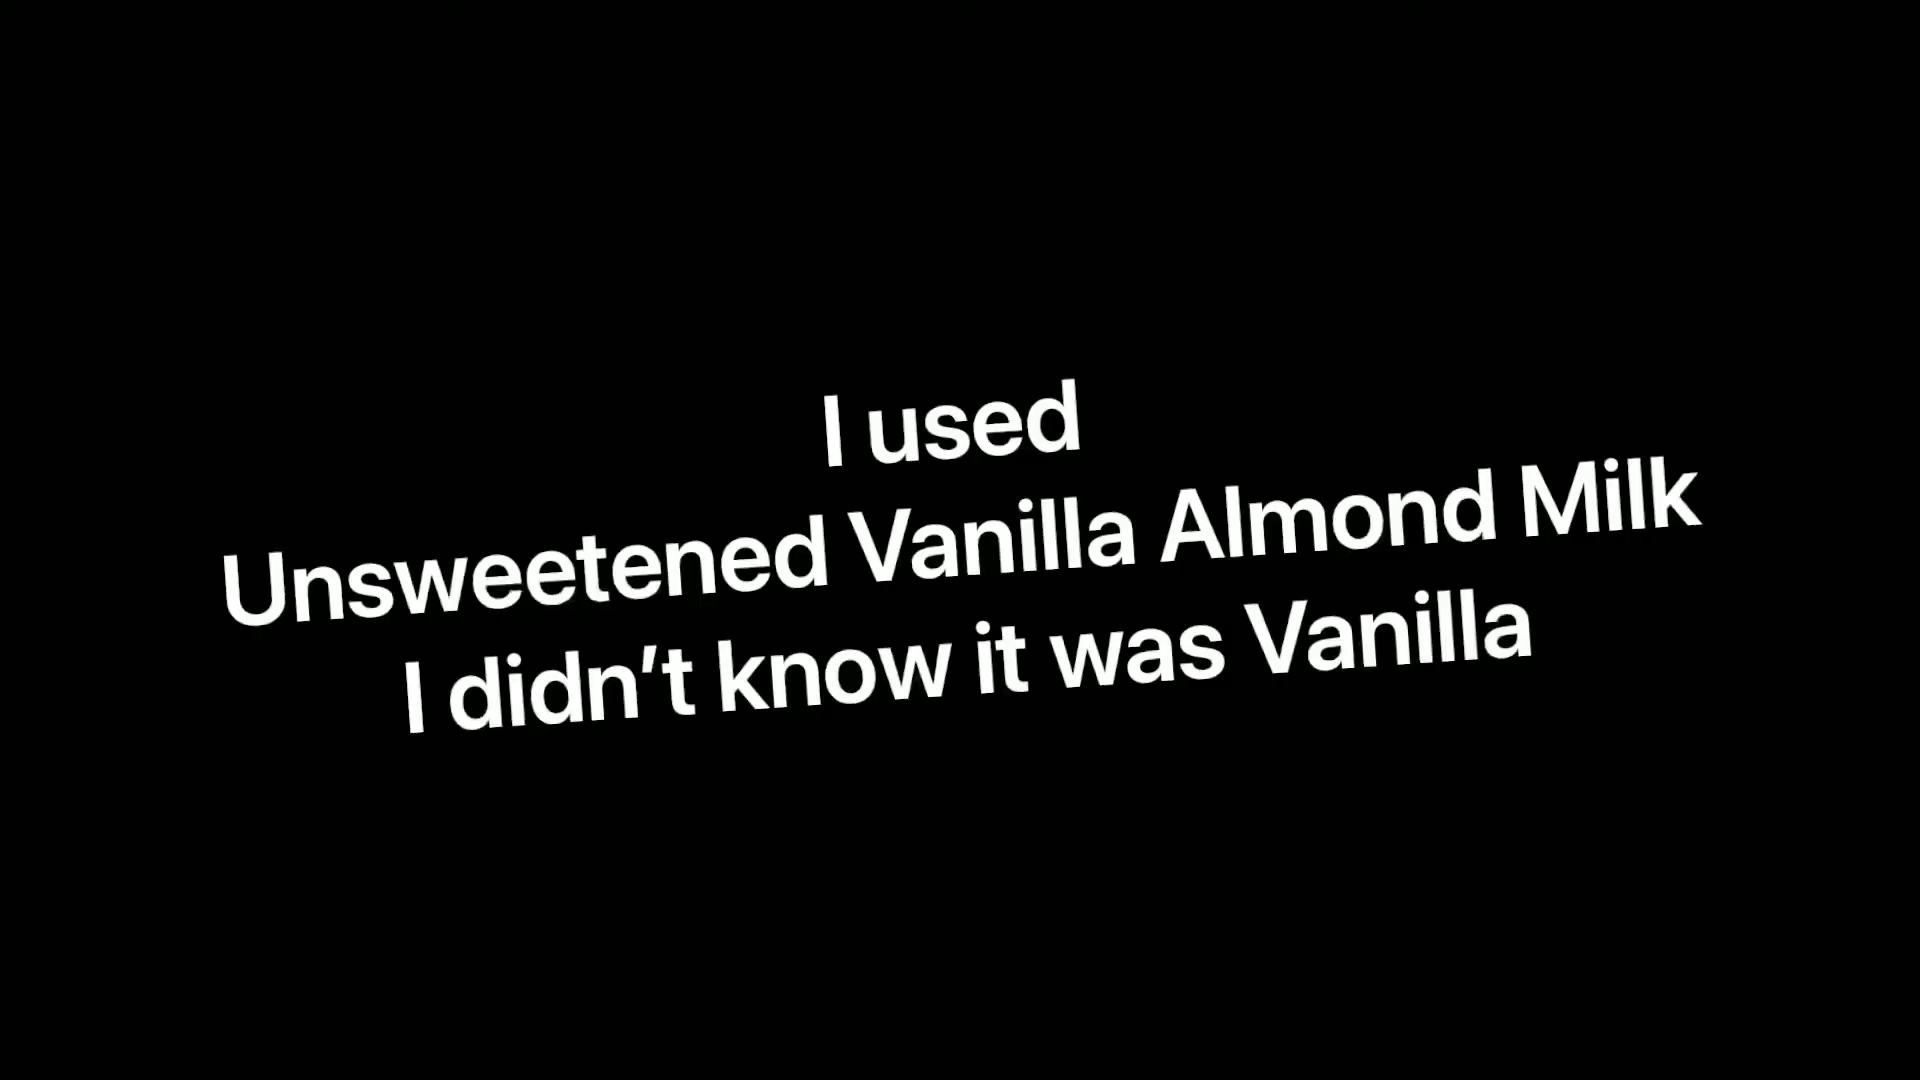 I used
Unsweetened Vanilla Almond Milk
I didn’t know it was Vanilla